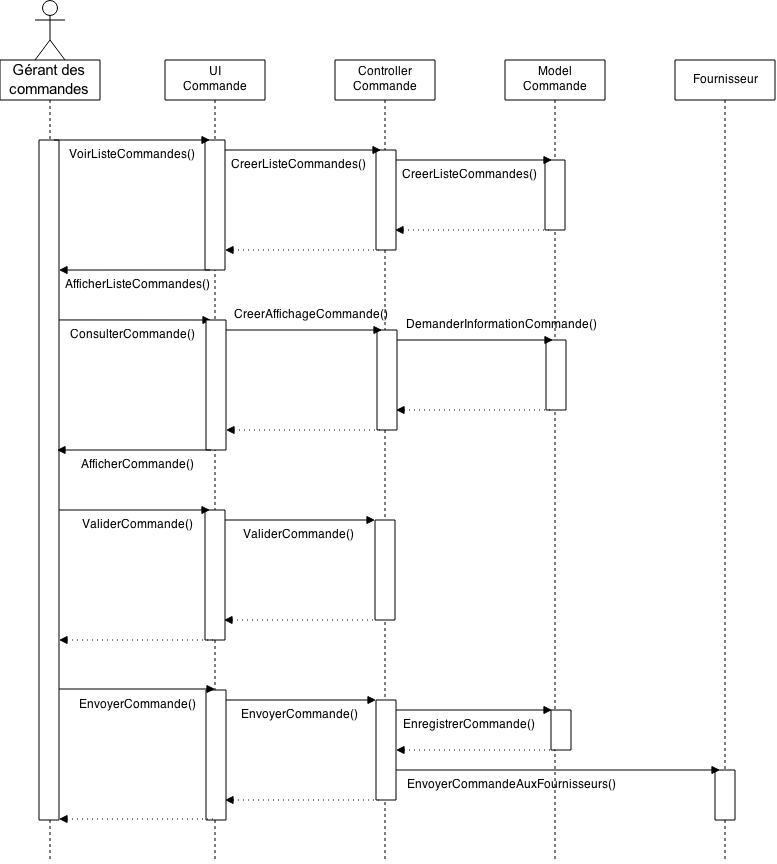 Gérant des
commandes
UI
Commande
Controller
Commande
Model
Commande
Fournisseur
VoirListeCommandes()
CreerListeCommandes()
CreerListeCommandes()
AfficherListeCommandes()
CreerAffichageCommande()
DemanderInformationCommande()
ConsulterCommande()
AfficherCommande()
ValiderCommande()
ValiderCommande()
EnvoyerCommande()
EnvoyerCommande()
EnregistrerCommande()
EnvoyerCommandeAuxFournisseurs()